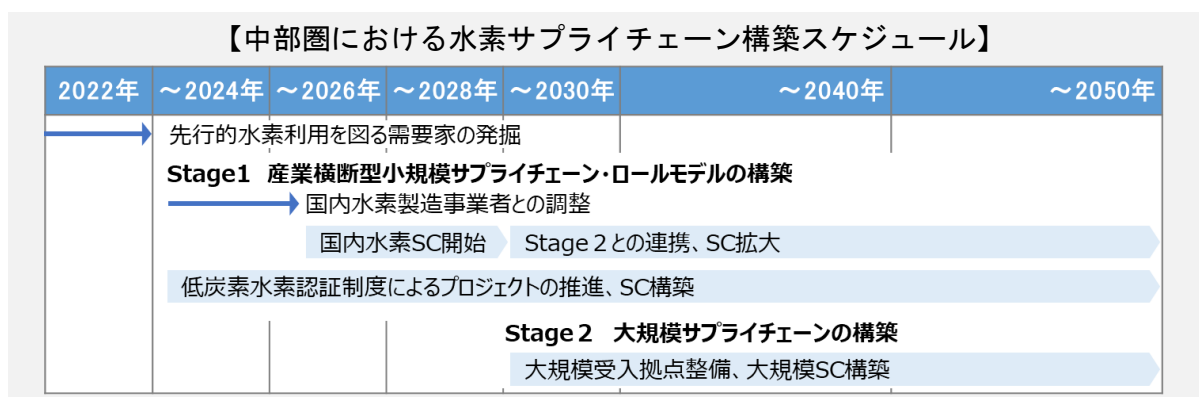 【中部圏における水素サプライチェーン構築スケジュール】
2022年 ～2024年 ～2026年 ～2028年 ～2030年 ～2040年 ～2050年
先行的水素利用を図る需要家の発掘
Stage1 産業横断型小規模サプライチェーン・ロールモデルの構築
国内水素製造事業者との調整
国内水素SC開始 Stage２との連携、SC拡大
低炭素水素認証制度によるプロジェクトの推進、SC構築
Stage２ 大規模サプライチェーンの構築
大規模受入拠点整備、大規模SC構築